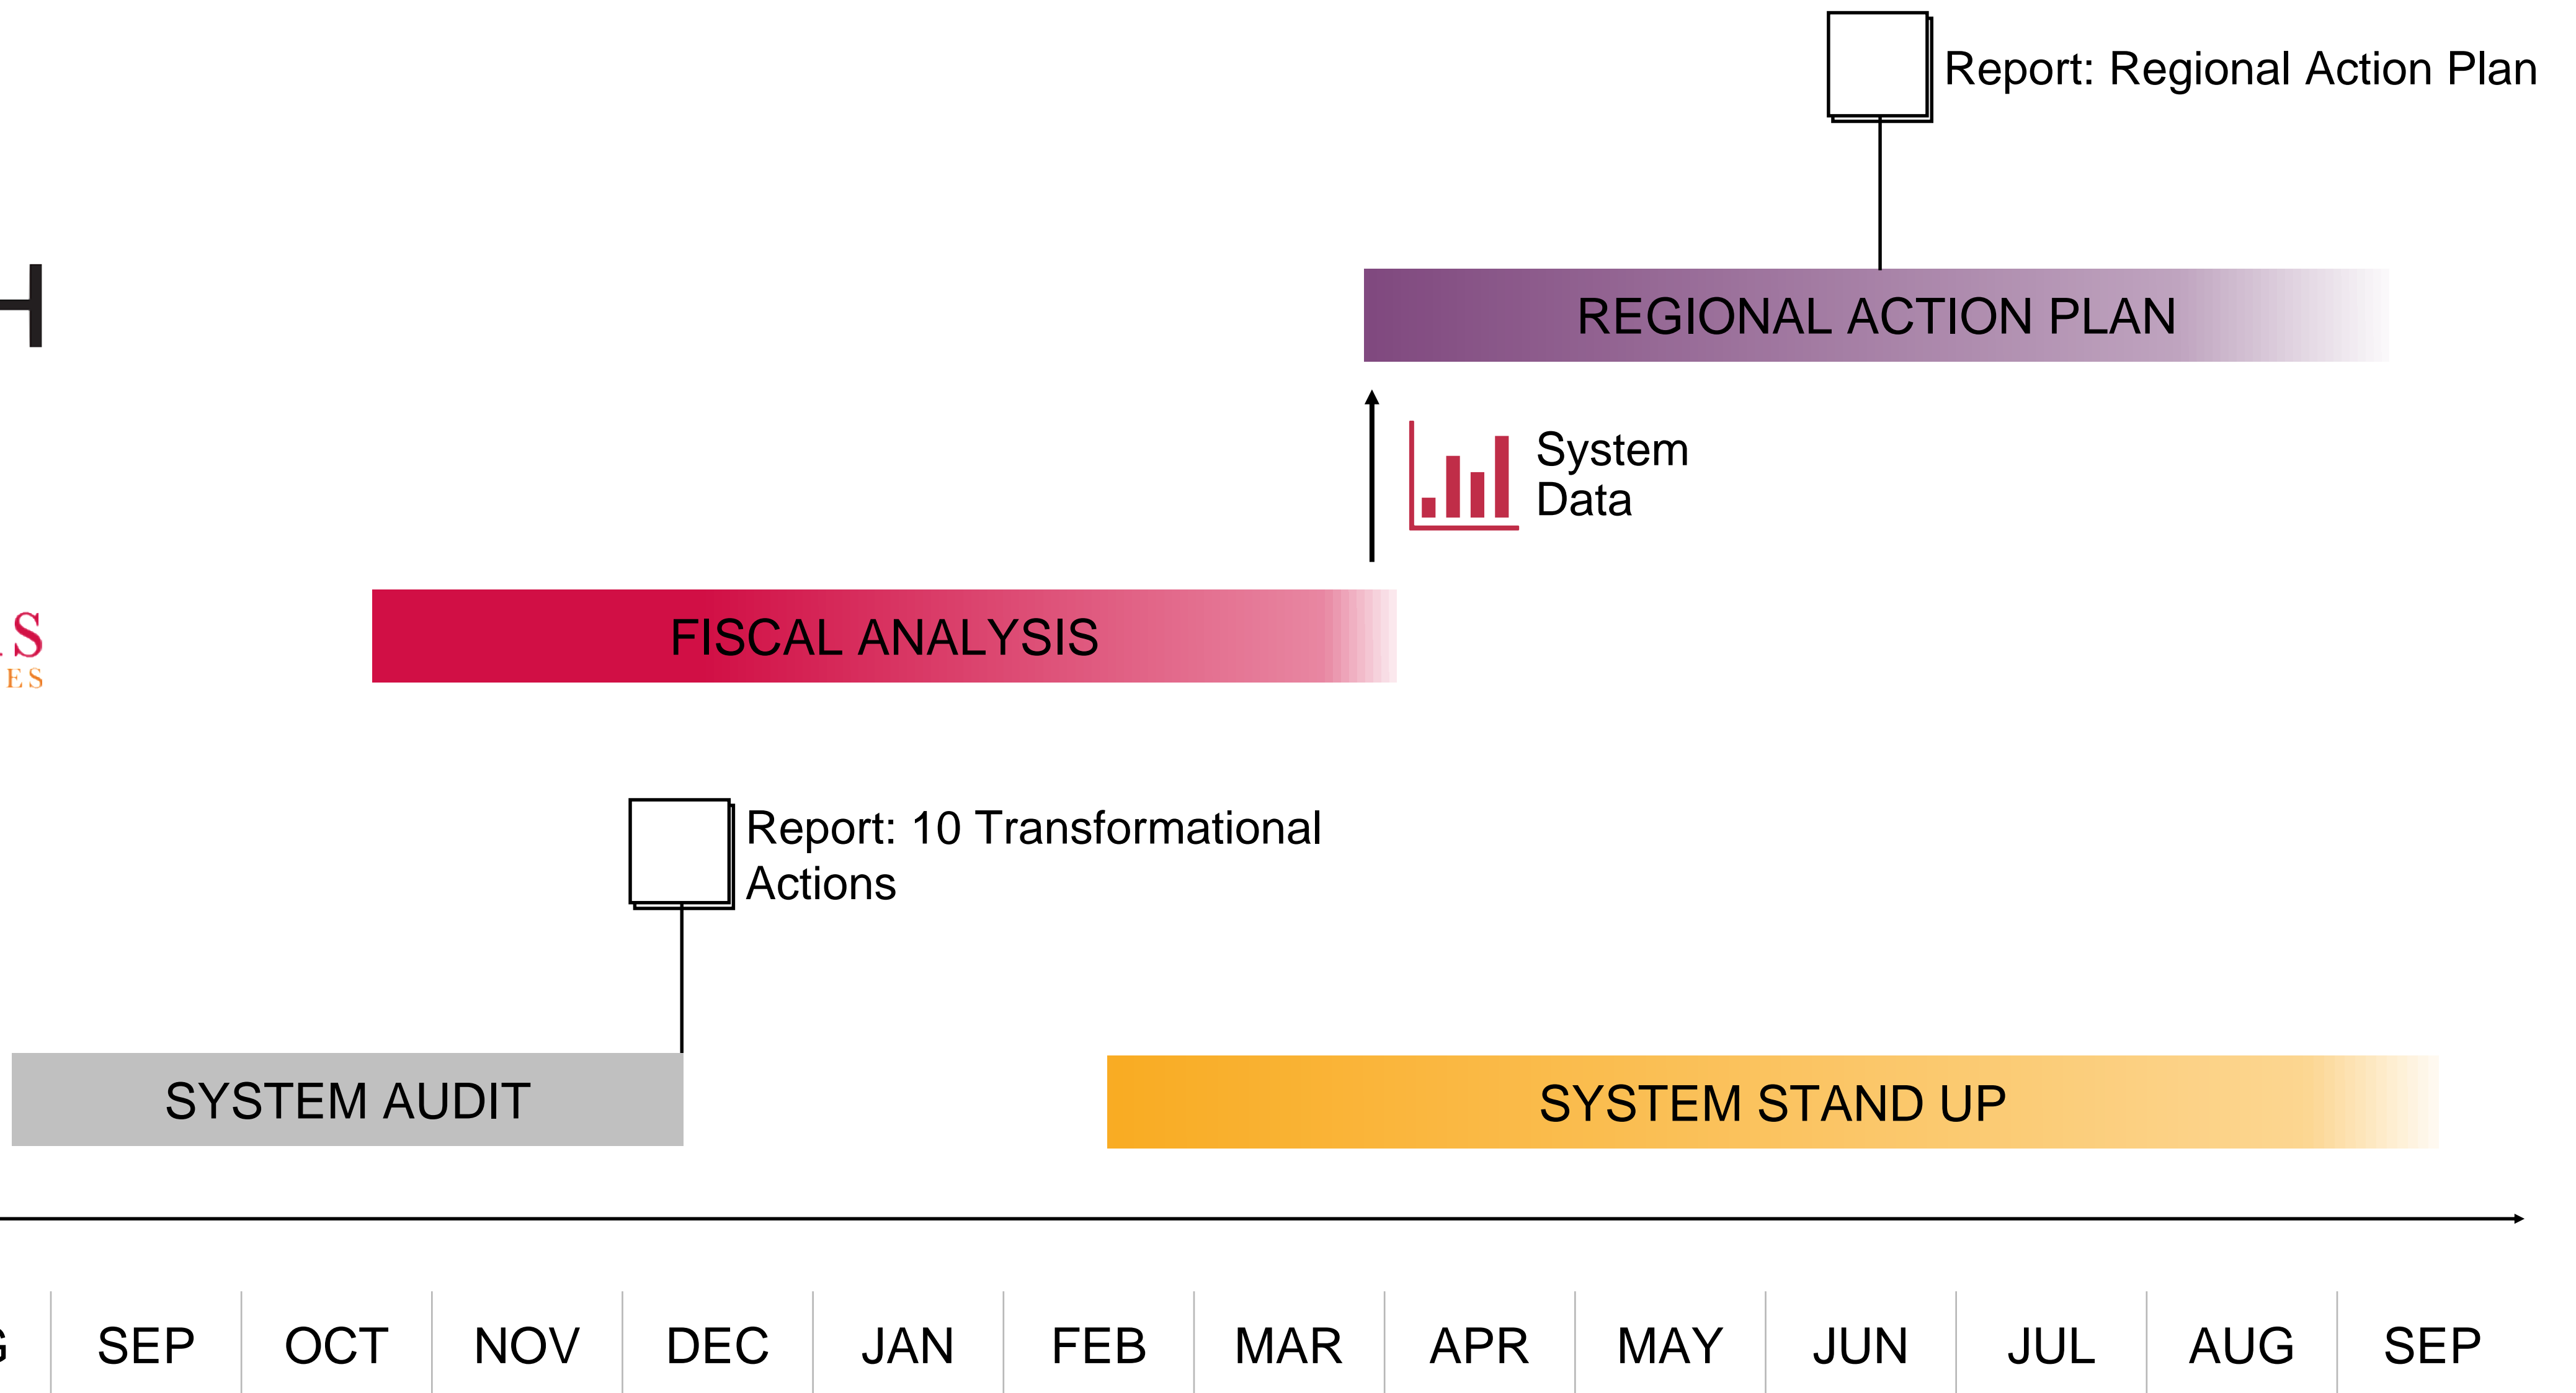 Report: Regional Action Plan
H
REGIONAL ACTION PLAN
System
Data
S
ES
FISCAL ANALYSIS
Report: 10 Transformational
Actions
SYSTEM AUDIT
SYSTEM STAND UP
G SEP OCT NOV DEC JAN FEB MAR APR MAY JUN JUL AUG SEP